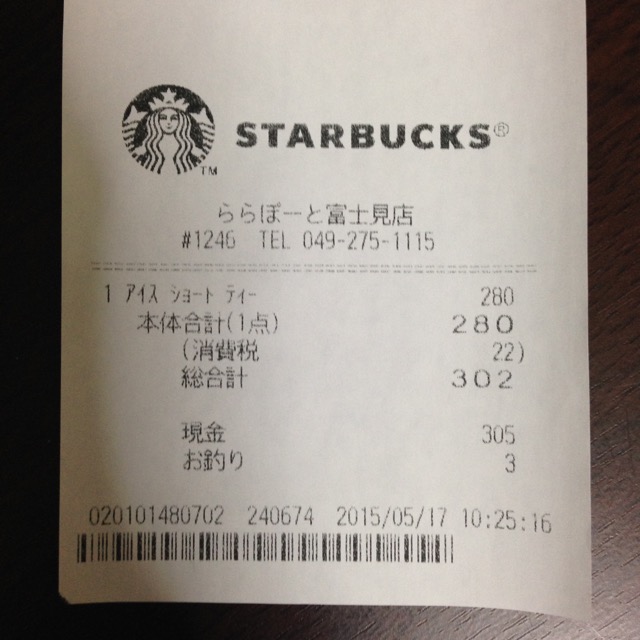 STARBUCKS®
TM
ららぽーと富士見店
#1246 TEL 049-275-1115
1 アイス ショート ティー 280
本体合計(1点) 280
(消費税 22)
総合計 302
現金 305
お釣り 3
020101480702 240674 2015/05/17 10:25:16